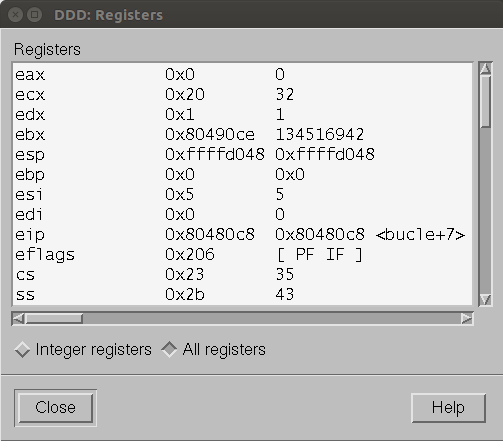 DDD: Registers
Registers
eax 0x0 0
ecx 0x20 32
edx 0x1 1
ebx 0x80490ce 134516942
esp 0xffffd048 0xffffd048
ebp 0x0 0x0
esi 0x5 5
edi 0x0 0
eip 0x80480c8 0x80480c8 <bucle+7>
eflags 0x206 [ PF IF ]
cs 0x23 35
ss 0x2b 43
Integer registers All registers
Close Help